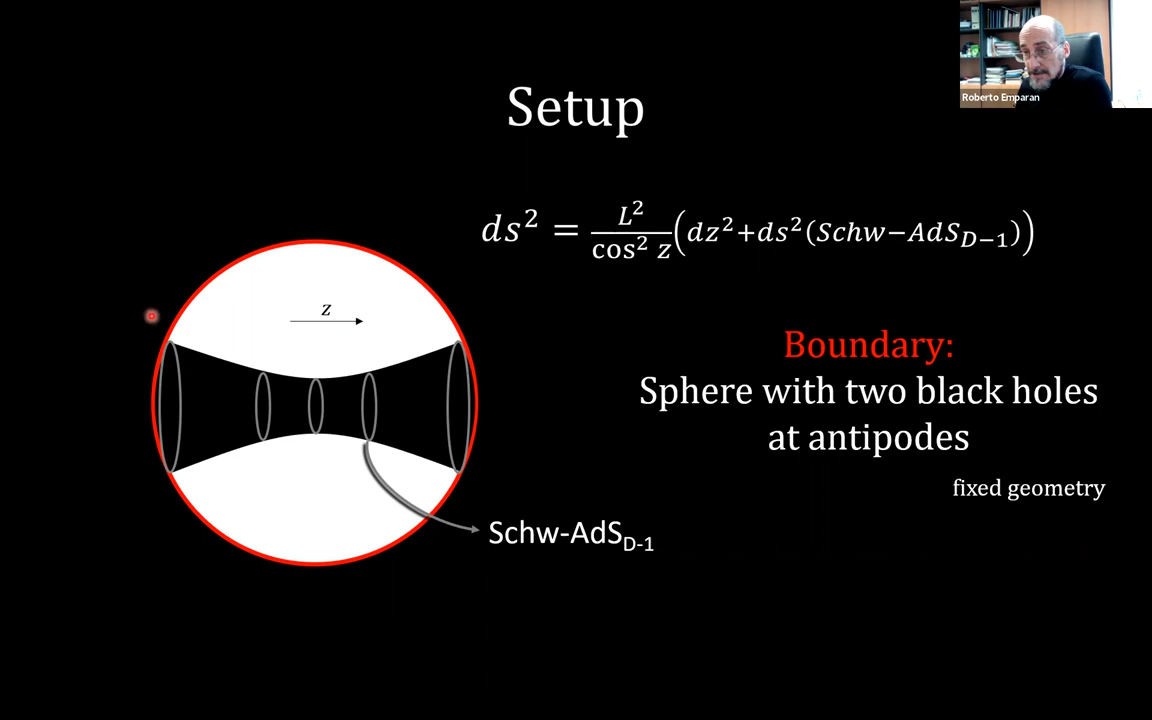 Roberto Emparan
Setup
ds² = L²/cos² z (dz²+ds²(Schw−AdS_{D−1}))
z
Boundary:
Sphere with two black holes
at antipodes
fixed geometry
Schw-AdS_{D-1}